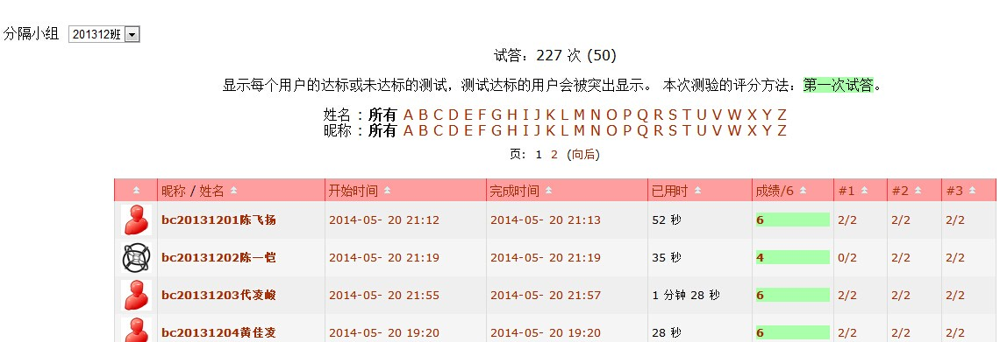 分隔小组 201312班
试答：227 次 (50)
显示每个用户的达标或未达标的测试，测试达标的用户会被突出显示。 本次测验的评分方法：第一次试答。
姓名 : 所有 A B C D E F G H I J K L M N O P Q R S T U V W X Y Z
昵称 : 所有 A B C D E F G H I J K L M N O P Q R S T U V W X Y Z
页: 1 2 (向后)
昵称 / 姓名 开始时间 完成时间 已用时 成绩/6 #1 #2 #3
bc20131201陈飞扬 2014-05- 20 21:12 2014-05- 20 21:13 52 秒 6 2/2 2/2 2/2
bc20131202陈一恺 2014-05- 20 21:19 2014-05- 20 21:19 35 秒 4 0/2 2/2 2/2
bc20131203代凌峻 2014-05- 20 21:55 2014-05- 20 21:57 1 分钟 28 秒 6 2/2 2/2 2/2
bc20131204黄佳凌 2014-05- 20 19:20 2014-05- 20 19:20 28 秒 6 2/2 2/2 2/2